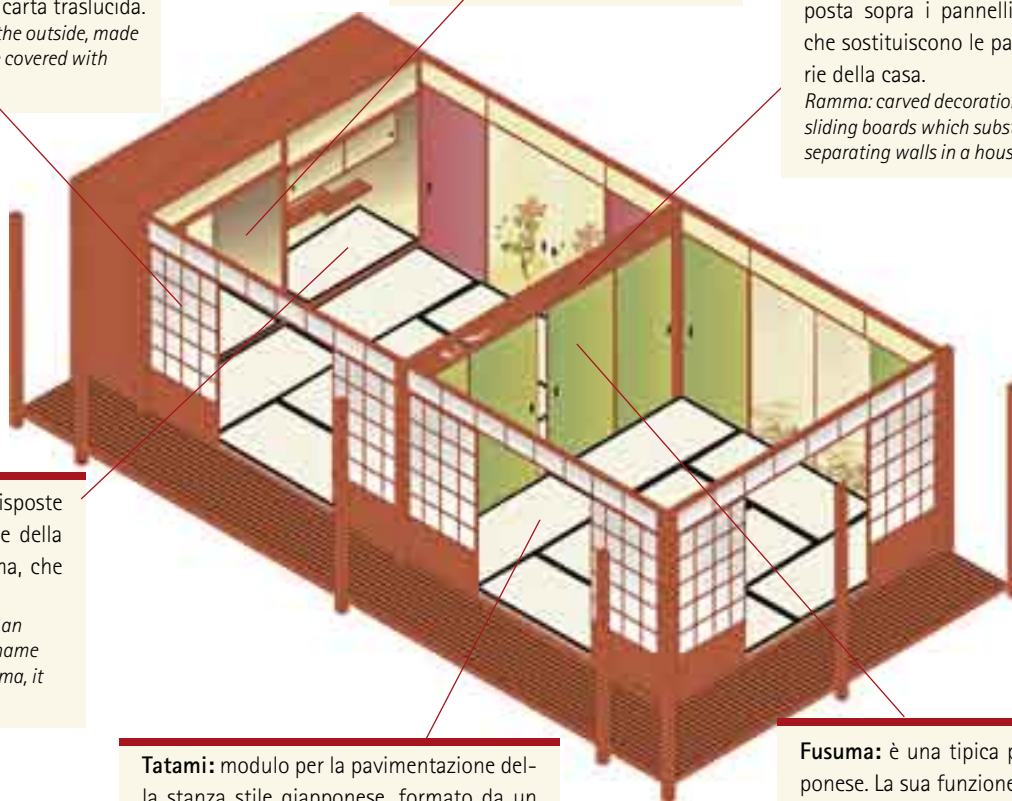 carta traslucida.
the outside, made
covered with
posta sopra i pannelli
che sostituiscono le pa
rie della casa.
Ramma: carved decoration
sliding boards which subst
separating walls in a hous
isposte
e della
na, che
an
name
ma, it
Tatami: modulo per la pavimentazione del-
la stanza stile giapponese, formato da un
Fusuma: è una tipica p
ponese. La sua funzione